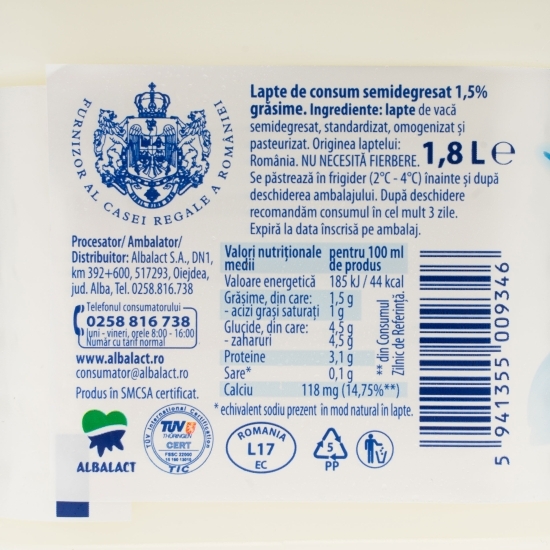 FURNIZOR AL CASEI REGALE A ROMÂNIEI
Lapte de consum semidegresat 1,5%
grăsime. Ingrediente: lapte de vacă
semidegresat, standardizat, omogenizat și
pasteurizat. Originea laptelui:
România. NU NECESITĂ FIERBERE.
1,8 L e
Se păstrează în frigider (2°C - 4°C) înainte și după
deschiderea ambalajului. După deschidere
recomandăm consumul în cel mult 3 zile.
Expiră la data înscrisă pe ambalaj.
Procesator/ Ambalator/
Distribuitor: Albalact S.A., DN1,
km 392+600, 517293, Oiejdea,
jud. Alba, Tel. 0258.816.738
Telefonul consumatorului
0258 816 738
luni - vineri, orele 8:00 - 16:00
Număr cu tarif normal
www.albalact.ro
consumator@albalact.ro
Produs în SMCSA certificat.
Valori nutriționale pentru 100 ml
medii de produs
Valoare energetică 185 kJ / 44 kcal
Grăsime, din care: 1,5 g
- acizi grași saturați 1 g
Glucide, din care: 4,5 g
- zaharuri 4,5 g
Proteine 3,1 g
Sare* 0,1 g
Calciu 118 mg (14,75%**)
* echivalent sodiu prezent în mod natural în lapte.
** din Consumul
Zilnic de Referință.
5 941355 009346
ALBALACT
TÜV International Certification
TÜV
THÜRINGEN
CERT
FSSC 22000
TIC
ROMANIA
L17
EC
5
PP